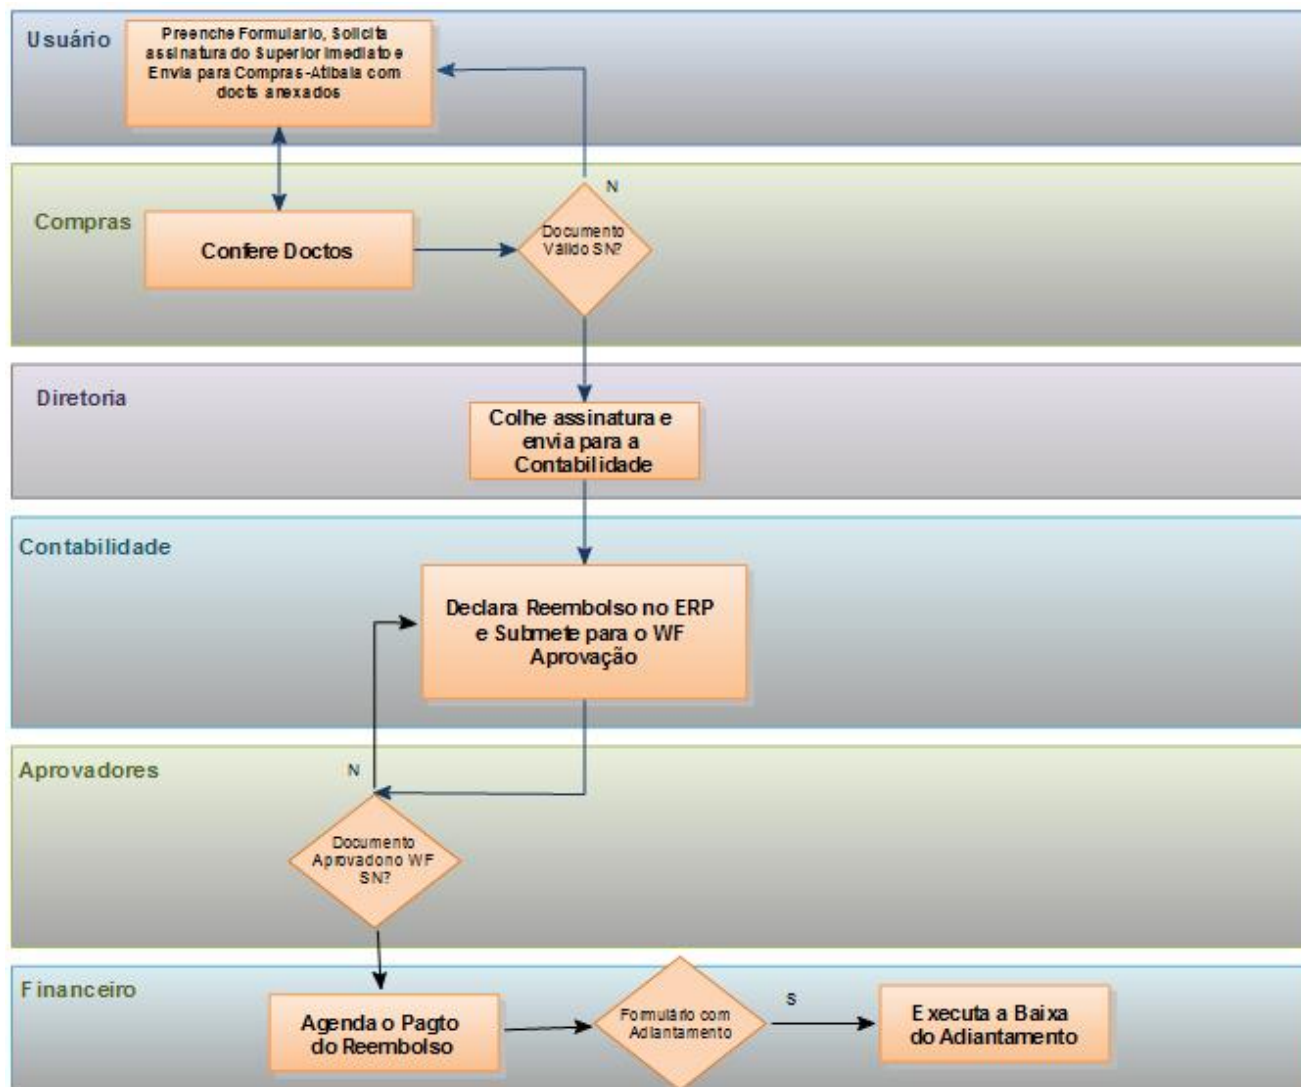 Usuário
Preenche Formulario, Solicita
assinatura do Superior Imediato e
Envia para Compras-Atibaia com
docts anexados
N
Compras
Confere Doctos
Documento
Válido SN?
Diretoria
Colhe assinatura e
envia para a
Contabilidade
Contabilidade
Declara Reembolso no ERP
e Submete para o WF
Aprovação
Aprovadores
N
Documento
Aprovadono WF
SN?
Financeiro
Agenda o Pagto
do Reembolso
Formulário com
Adiantamento
S
Executa a Baixa
do Adiantamento